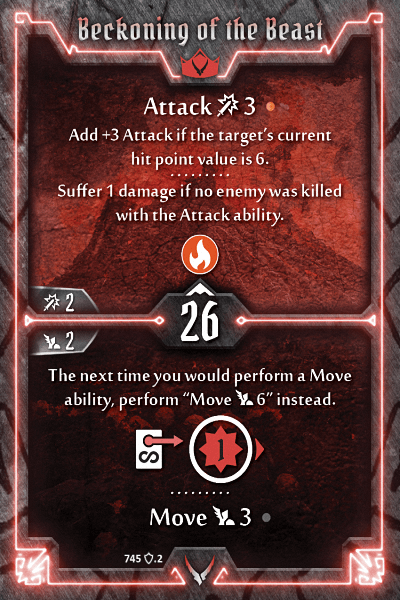 Beckoning of the Beast
Attack 3
Add +3 Attack if the target's current
hit point value is 6.
Suffer 1 damage if no enemy was killed
with the Attack ability.
2
26
2
The next time you would perform a Move
ability, perform “Move 6” instead.
1
Move 3
745 .2